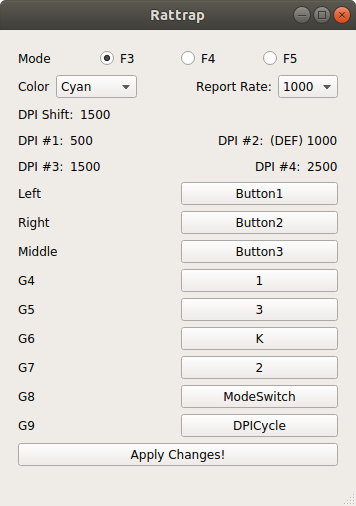 Rattrap
Mode F3 F4 F5
Color Cyan Report Rate: 1000
DPI Shift: 1500
DPI #1: 500 DPI #2: (DEF) 1000
DPI #3: 1500 DPI #4: 2500
Left Button1
Right Button2
Middle Button3
G4 1
G5 3
G6 K
G7 2
G8 ModeSwitch
G9 DPICycle
Apply Changes!